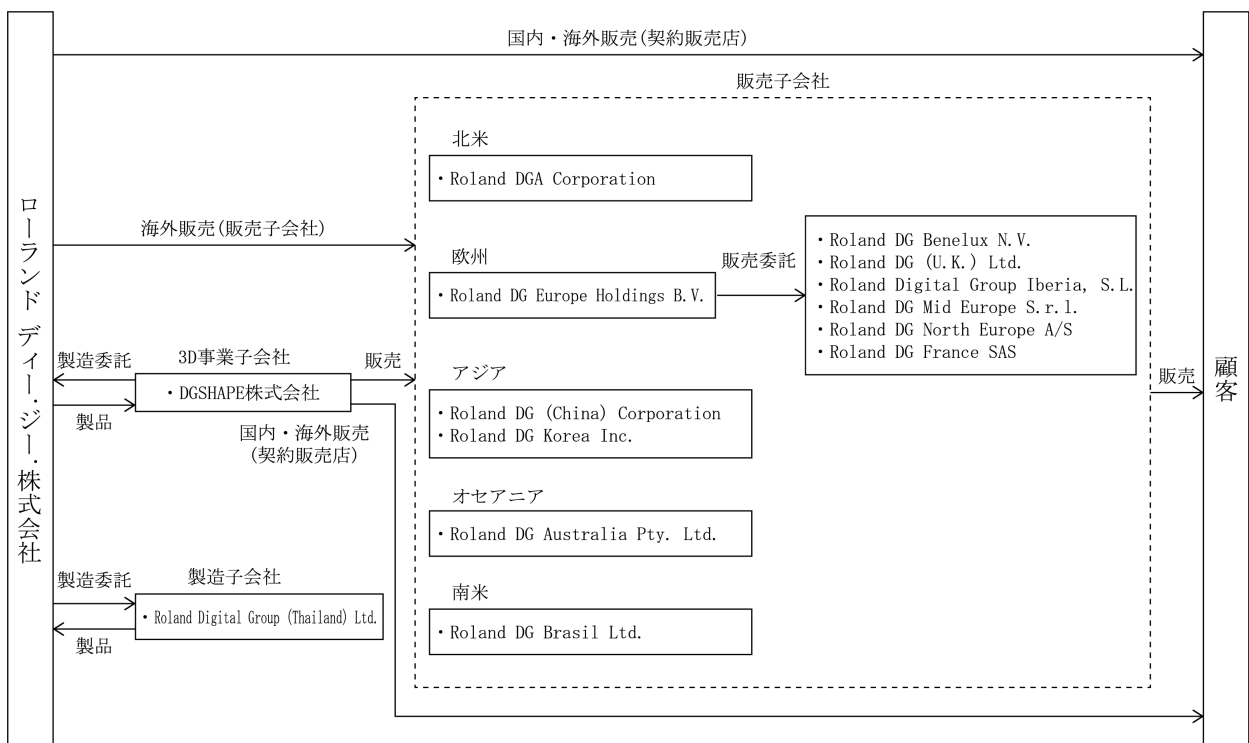 国内・海外販売(契約販売店)
販売子会社
北米
・Roland DGA Corporation
ローランド ディー.ジー.株式会社
海外販売(販売子会社)
欧州
・Roland DG Europe Holdings B.V.
販売委託
・Roland DG Benelux N.V.
・Roland DG (U.K.) Ltd.
・Roland Digital Group Iberia, S.L.
・Roland DG Mid Europe S.r.l.
・Roland DG North Europe A/S
・Roland DG France SAS
製造委託
3D事業子会社
販売
・DGSHAPE株式会社
製品
国内・海外販売
(契約販売店)
アジア
・Roland DG (China) Corporation
・Roland DG Korea Inc.
販売
顧客
オセアニア
・Roland DG Australia Pty. Ltd.
製造委託
製造子会社
・Roland Digital Group (Thailand) Ltd.
製品
南米
・Roland DG Brasil Ltd.